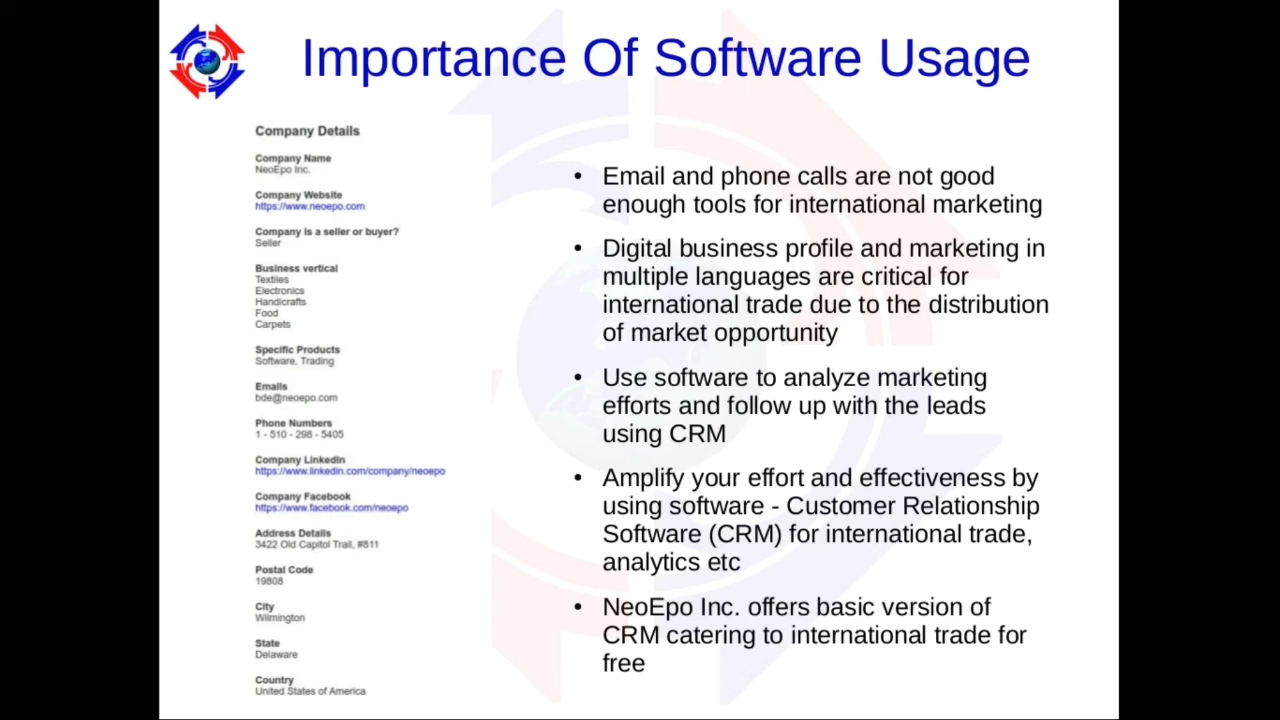 Importance Of Software Usage
Company Details
Company Name
NeoEpo Inc.
Company Website
https://www.neoepo.com
Company is a seller or buyer?
Seller
Business vertical
Textiles
Electronics
Handicrafts
Food
Carpets
Specific Products
Software, Trading
Emails
bde@neoepo.com
Phone Numbers
1 - 510 - 298 - 5405
Company LinkedIn
https://www.linkedin.com/company/neoepo
Company Facebook
https://www.facebook.com/neoepo
Address Details
3422 Old Capitol Trail, #811
Postal Code
19808
City
Wilmington
State
Delaware
Country
United States of America
• Email and phone calls are not good
enough tools for international marketing
• Digital business profile and marketing in
multiple languages are critical for
international trade due to the distribution
of market opportunity
• Use software to analyze marketing
efforts and follow up with the leads
using CRM
• Amplify your effort and effectiveness by
using software - Customer Relationship
Software (CRM) for international trade,
analytics etc
• NeoEpo Inc. offers basic version of
CRM catering to international trade for
free